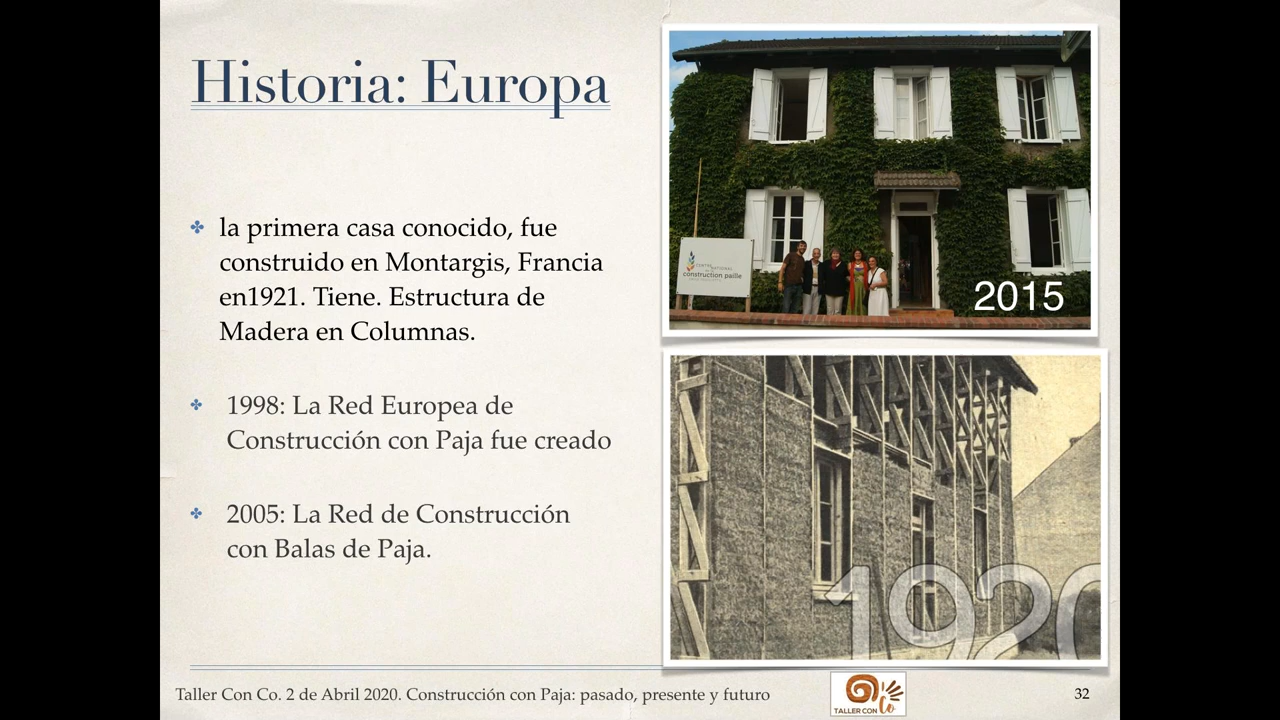 Historia: Europa
la primera casa conocido, fue
construido en Montargis, Francia
en1921. Tiene. Estructura de
Madera en Columnas.
1998: La Red Europea de
Construcción con Paja fue creado
2005: La Red de Construcción
con Balas de Paja.
construction paille
2015
1920
Taller Con Co. 2 de Abril 2020. Construcción con Paja: pasado, presente y futuro
TALLER CON Co
32